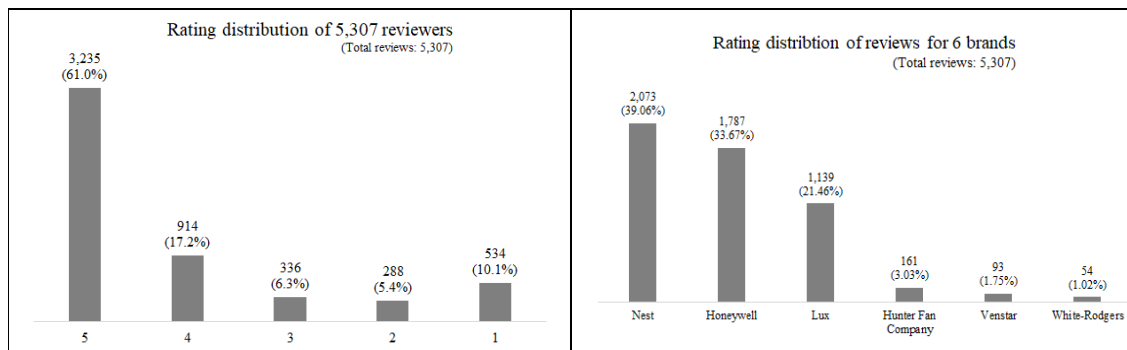 Rating distribution of 5,307 reviewers
(Total reviews: 5,307)
3,235
(61.0%)
914
(17.2%)
336
(6.3%)
288
(5.4%)
534
(10.1%)
5
4
3
2
1
Rating distribtion of reviews for 6 brands
(Total reviews: 5,307)
2,073
(39.06%)
1,787
(33.67%)
1,139
(21.46%)
161
(3.03%)
93
(1.75%)
54
(1.02%)
Nest
Honeywell
Lux
Hunter Fan
Company
Venstar
White-Rodgers